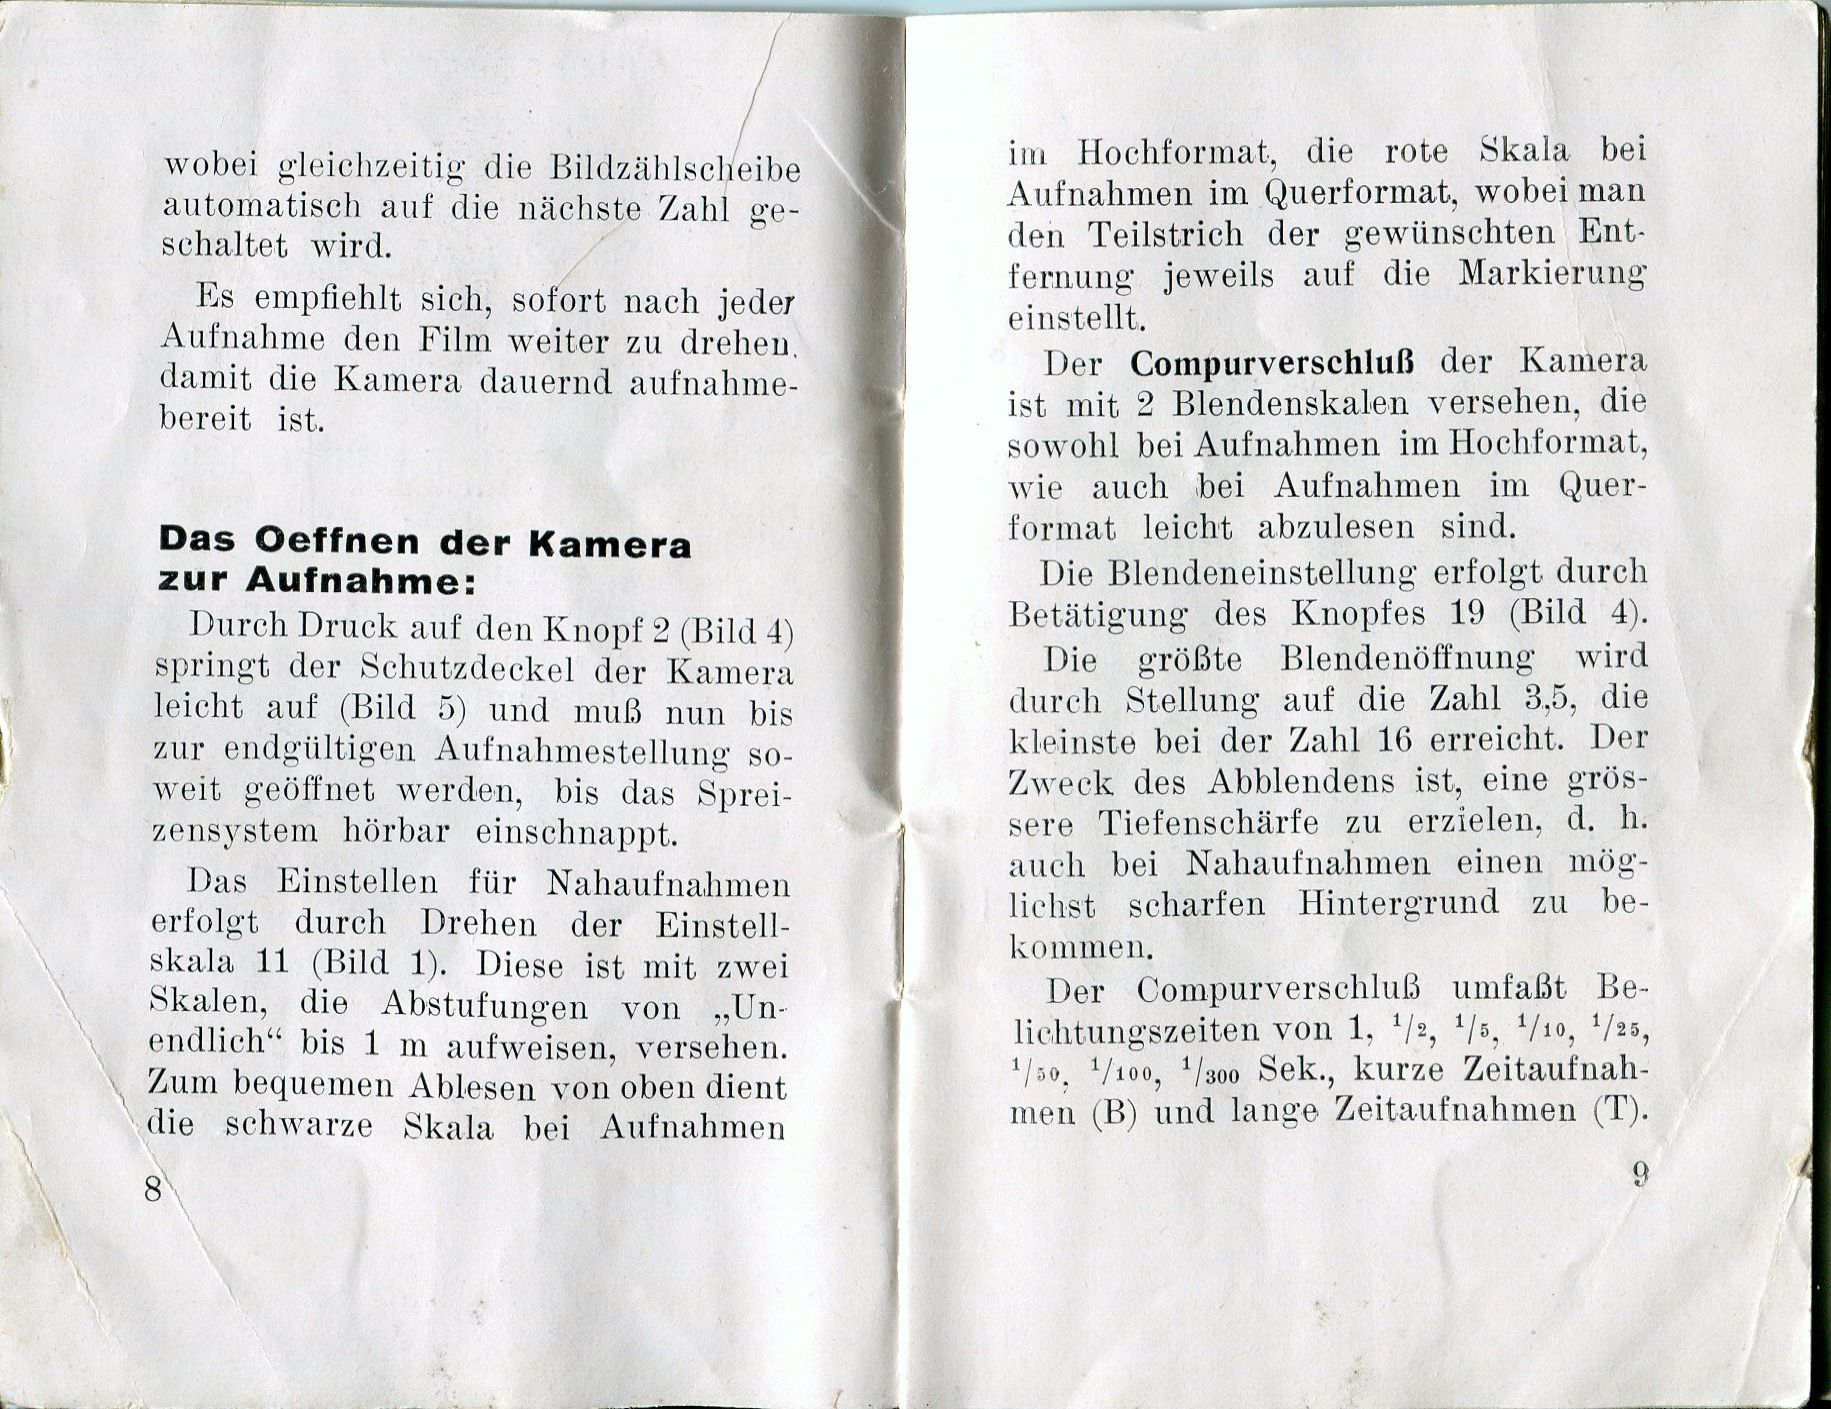 wobei gleichzeitig die Bildzählscheibe
automatisch auf die nächste Zahl ge-
schaltet wird.
Es empfiehlt sich, sofort nach jeder
Aufnahme den Film weiter zu drehen,
damit die Kamera dauernd aufnahme-
bereit ist.
Das Oeffnen der Kamera
zur Aufnahme:
Durch Druck auf den Knopf 2 (Bild 4)
springt der Schutzdeckel der Kamera
leicht auf (Bild 5) und muß nun bis
zur endgültigen Aufnahmestellung so-
weit geöffnet werden, bis das Sprei-
zensystem hörbar einschnappt.
Das Einstellen für Nahaufnahmen
erfolgt durch Drehen der Einstell-
skala 11 (Bild 1). Diese ist mit zwei
Skalen, die Abstufungen von „Un-
endlich“ bis 1 m aufweisen, versehen.
Zum bequemen Ablesen von oben dient
die schwarze Skala bei Aufnahmen
8
im Hochformat, die rote Skala bei
Aufnahmen im Querformat, wobei man
den Teilstrich der gewünschten Ent-
fernung jeweils auf die Markierung
einstellt.
Der Compurverschluß der Kamera
ist mit 2 Blendenskalen versehen, die
sowohl bei Aufnahmen im Hochformat,
wie auch bei Aufnahmen im Quer-
format leicht abzulesen sind.
Die Blendeneinstellung erfolgt durch
Betätigung des Knopfes 19 (Bild 4).
Die größte Blendenöffnung wird
durch Stellung auf die Zahl 3,5, die
kleinste bei der Zahl 16 erreicht. Der
Zweck des Abblendens ist, eine grös-
sere Tiefenschärfe zu erzielen, d. h.
auch bei Nahaufnahmen einen mög-
lichst scharfen Hintergrund zu be-
kommen.
Der Compurverschluß umfaßt Be-
lichtungszeiten von 1, 1/2, 1/5, 1/10, 1/25,
1/50, 1/100, 1/300 Sek., kurze Zeitaufnah-
men (B) und lange Zeitaufnahmen (T).
9